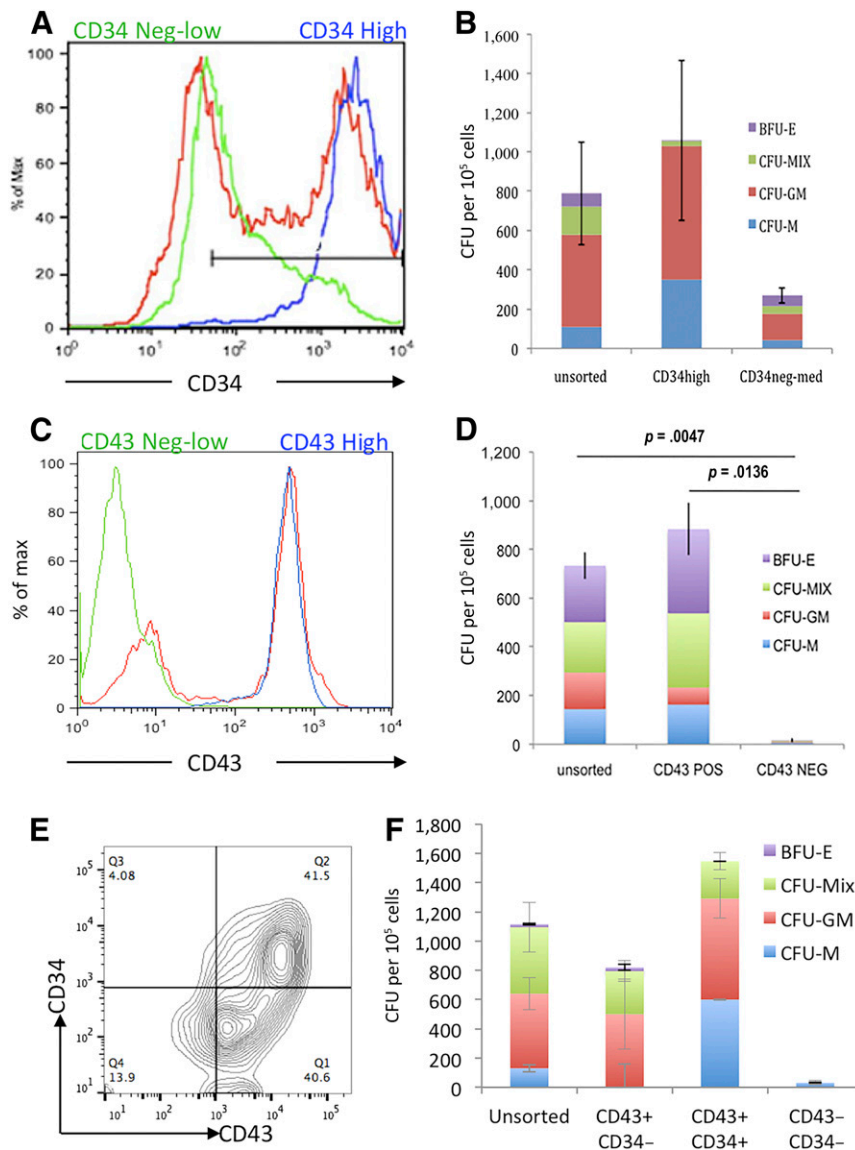 A
CD34 Neg-low
CD34 High
% of Max
100
80
60
40
20
0
10^0
10^1
10^2
10^3
10^4
CD34
B
CFU per 10^5 cells
1,600
1,400
1,200
1,000
800
600
400
200
0
BFU-E
CFU-MIX
CFU-GM
CFU-M
unsorted
CD34high
CD34neg-med
C
CD43 Neg-low
CD43 High
% of max
100
80
60
40
20
0
10^0
10^1
10^2
10^3
10^4
CD43
D
p = .0047
p = .0136
CFU per 10^5 cells
1,200
1,000
800
600
400
200
0
BFU-E
CFU-MIX
CFU-GM
CFU-M
unsorted
CD43 POS
CD43 NEG
E
CD34
10^5
10^4
10^3
10^2
10^1
Q3
4.08
Q2
41.5
Q4
13.9
Q1
40.6
10^1
10^2
10^3
10^4
10^5
CD43
F
CFU per 10^5 cells
1,800
1,600
1,400
1,200
1,000
800
600
400
200
0
BFU-E
CFU-Mix
CFU-GM
CFU-M
Unsorted
CD43+
CD34–
CD43+
CD34+
CD43–
CD34–